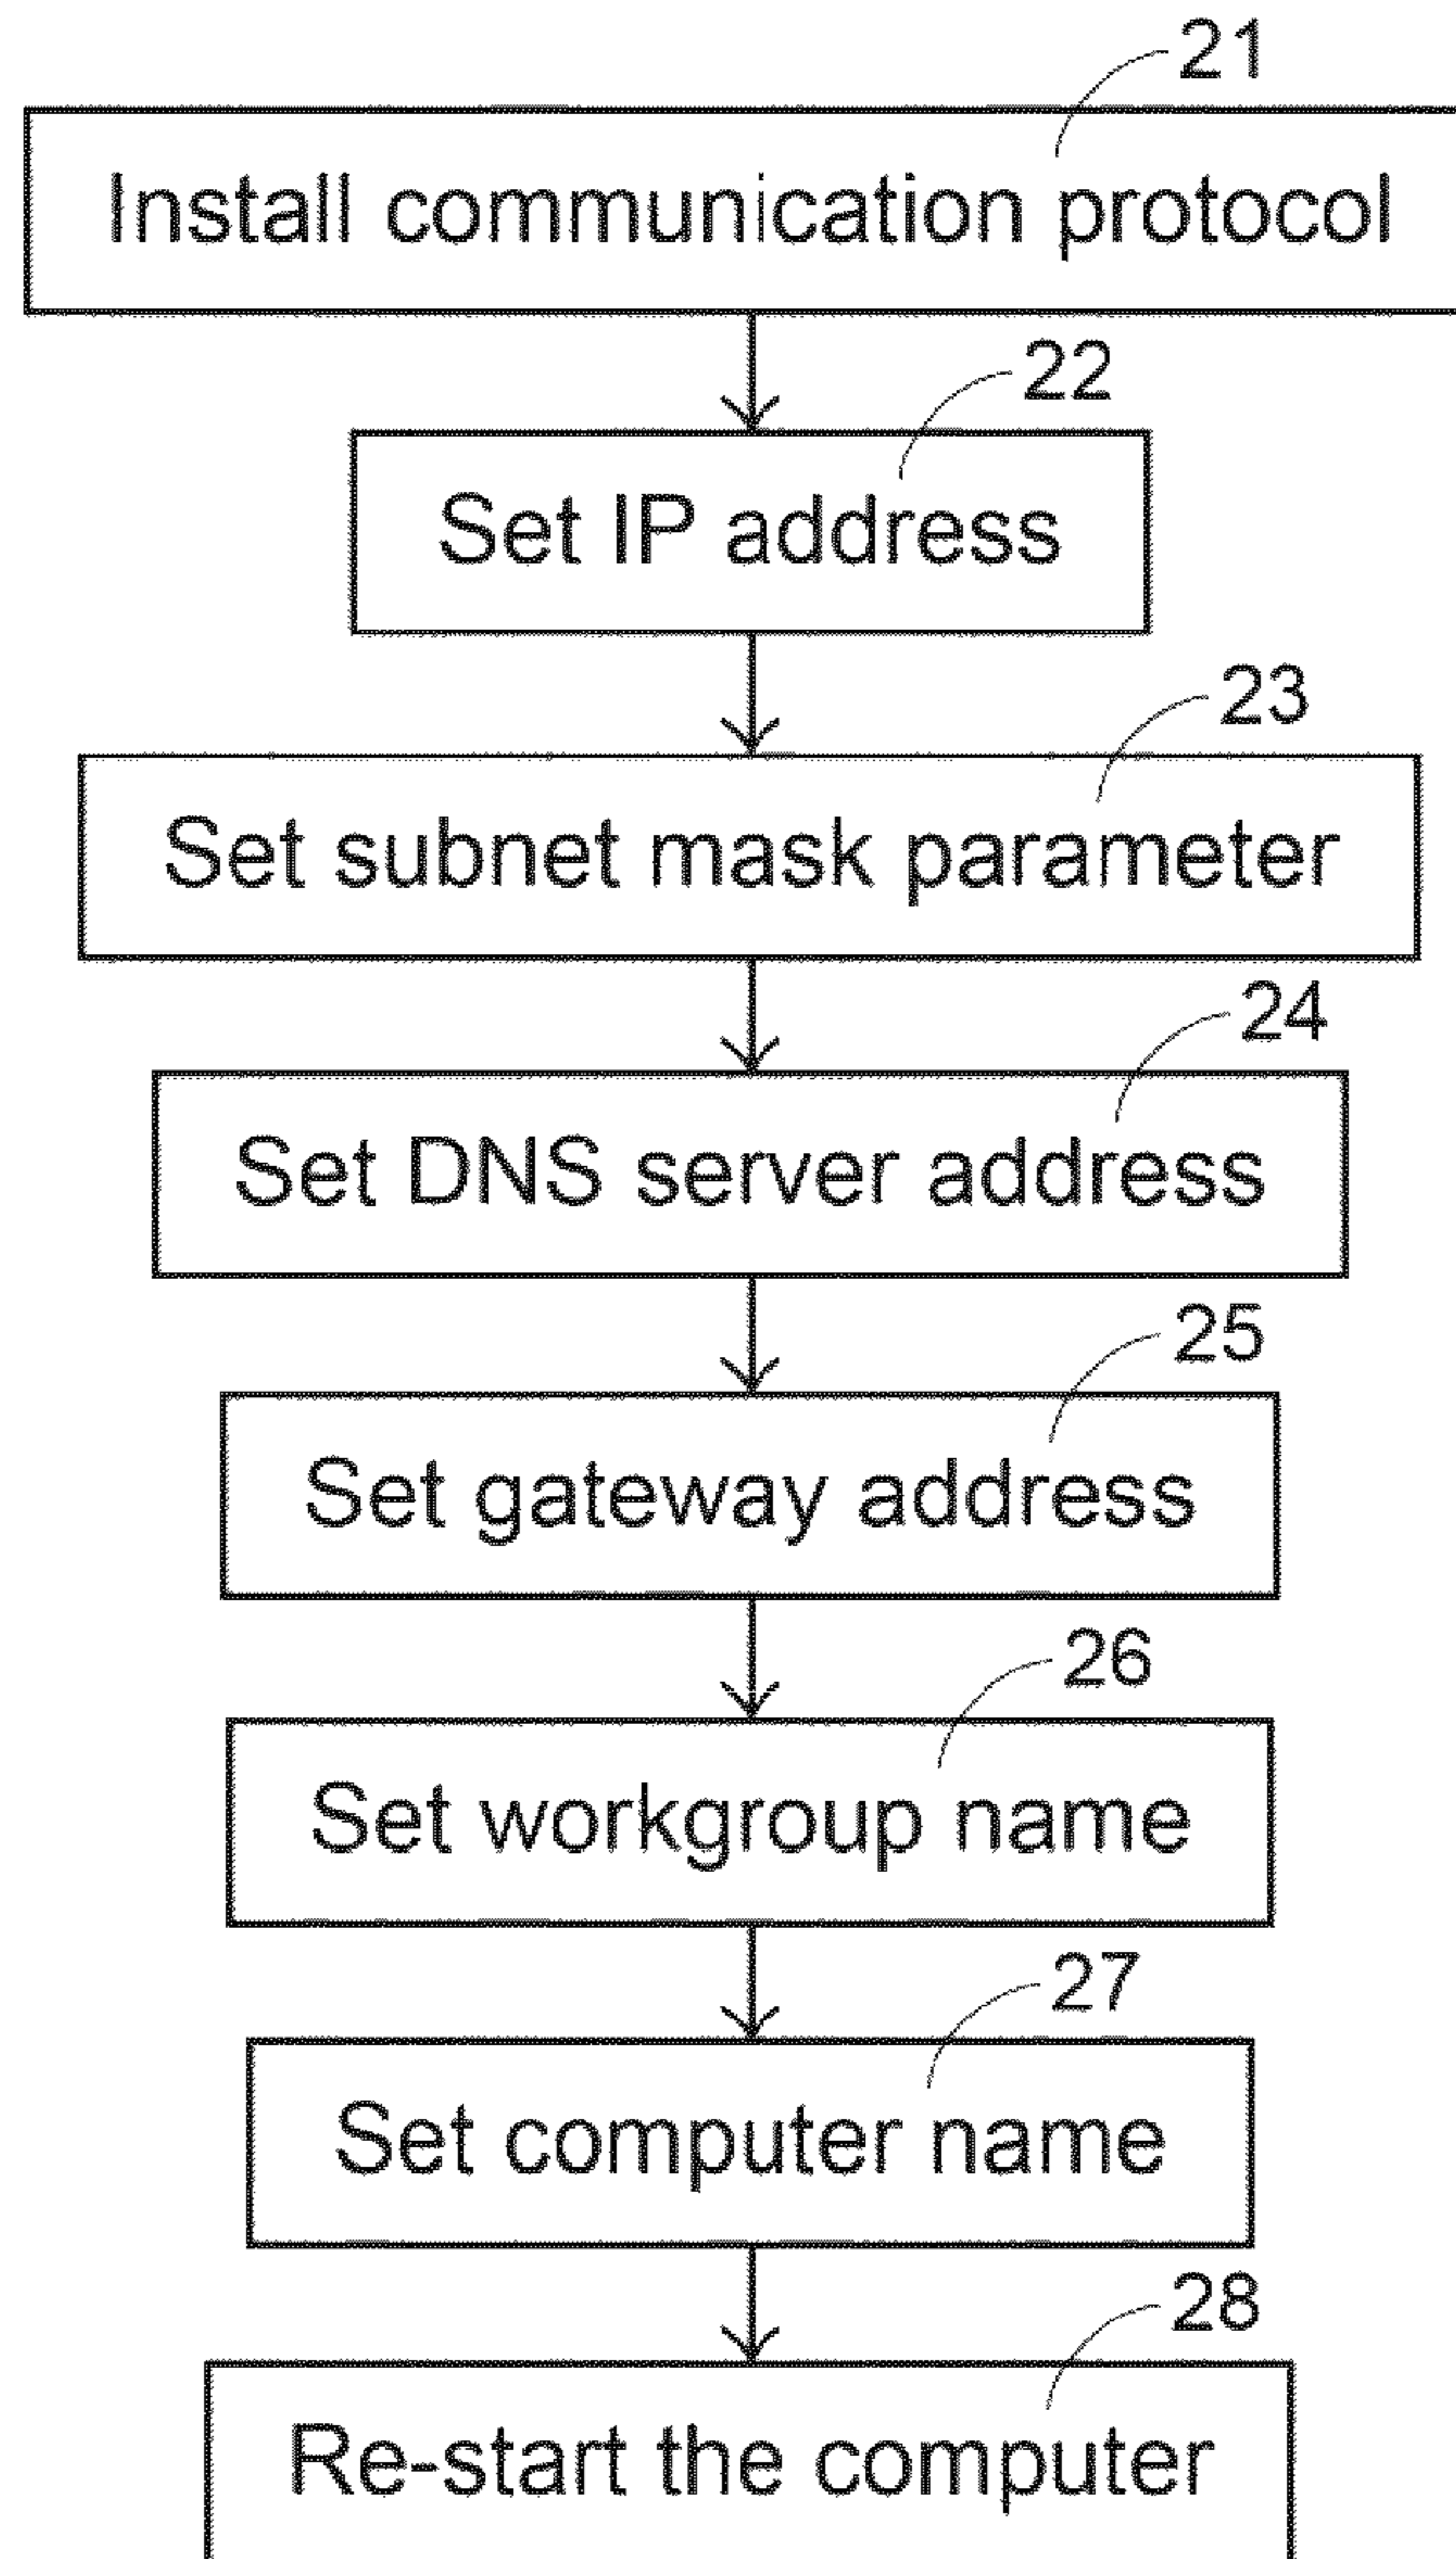 21
Install communication protocol
22
Set IP address
23
Set subnet mask parameter
24
Set DNS server address
25
Set gateway address
26
Set workgroup name
27
Set computer name
28
Re-start the computer